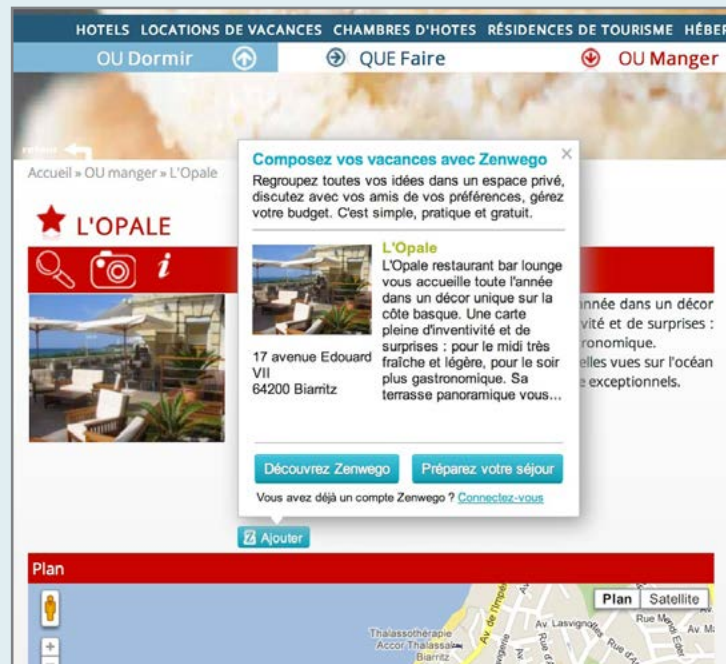 HOTELS LOCATIONS DE VACANCES CHAMBRES D'HOTES RÉSIDENCES DE TOURISME HÉBER
OU Dormir QUE Faire OU Manger
retour
Accueil » OU manger » L'Opale
L'OPALE
i
Composez vos vacances avec Zenwego ×
Regroupez toutes vos idées dans un espace privé,
discutez avec vos amis de vos préférences, gérez
votre budget. C'est simple, pratique et gratuit.
L'Opale
L'Opale restaurant bar lounge
vous accueille toute l'année
dans un décor unique sur la
côte basque. Une carte
pleine d'inventivité et de
surprises : pour le midi très
fraîche et légère, pour le soir
plus gastronomique. Sa
terrasse panoramique vous...
17 avenue Edouard
VII
64200 Biarritz
Découvrez Zenwego Préparez votre séjour
Vous avez déjà un compte Zenwego ? Connectez-vous
année dans un décor
vité et de surprises :
ronomique.
elles vues sur l'océan
exceptionnels.
Ajouter
Plan
Plan Satellite
Thalassothérapie
Accor Thalassa
Biarritz
Av. de l'Impé
Av. Lasvignotes